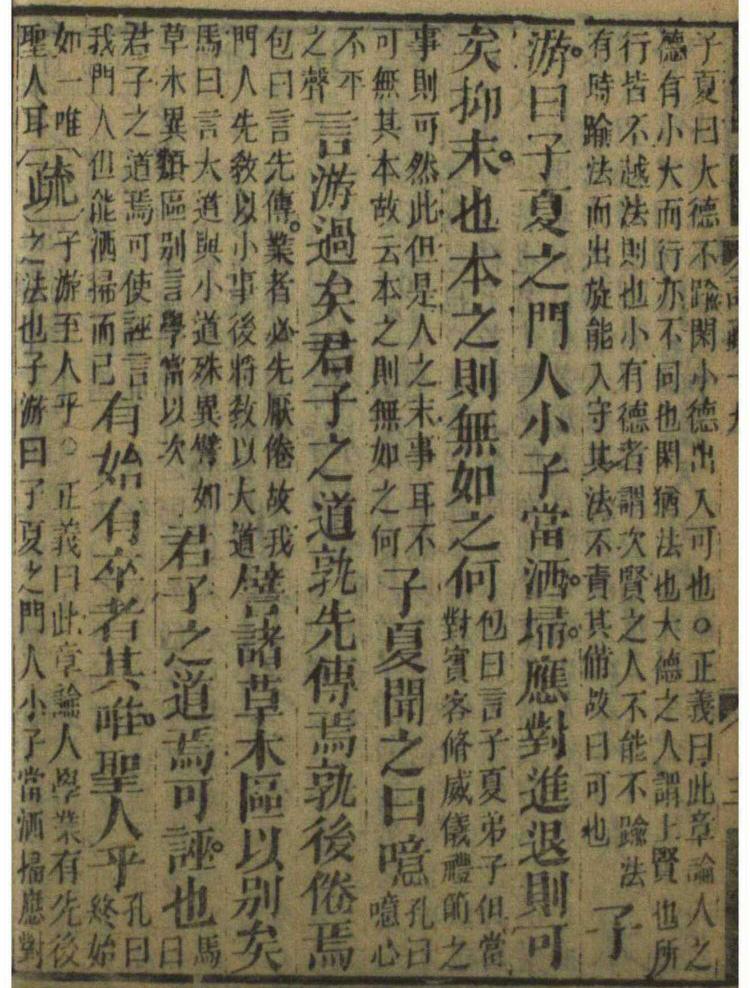 子夏曰大德不踰閑小德出入可也○正義曰此章論人之
德有小大而行亦不同也閑猶法也大德之人謂上賢也所
行皆不越法則也小有德者謂次賢之人不能不踰法
有時踰法而出旋能入守其法不責其備故曰可也
子
游曰子夏之門人小子當洒埽應對進退則可
矣抑末也本之則無如之何
包曰言子夏弟子但當
對賓客脩威儀禮節之
事則可然此但是人之末事耳不
可無其本故云本之則無如之何
子夏聞之曰噫
孔曰
噫心
不平
之聲
言游過矣君子之道孰先傳焉孰後倦焉
包曰言先傳業者必先厭倦故我
門人先敎以小事後將敎以大道
譬諸草木區以别矣
馬曰言大道與小道殊異譬如
草木異類區别言學當以次
君子之道焉可誣也
馬
曰
君子之道焉可使誣言
我門人但能洒掃而已
有始有卒者其唯聖人乎
孔曰
終始
如一唯
聖人耳
疏
子游至人乎○正義曰此章論人學業有先後
之法也子游曰子夏之門人小子當洒埽應對